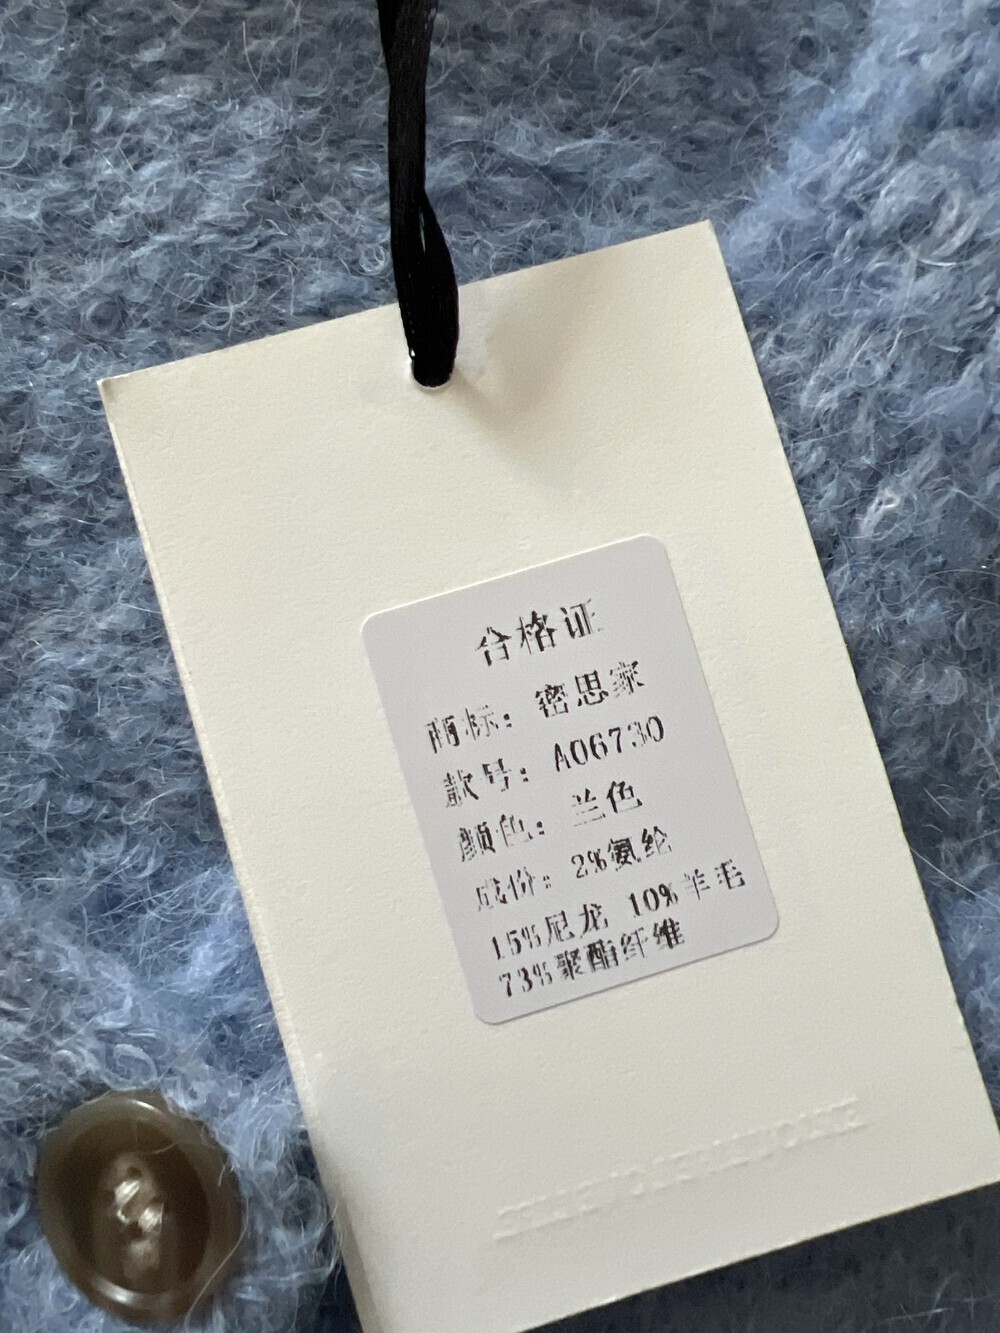 合格证
商标：密思家
款号：A06730
颜色：兰色
成份：2%氨纶
15%尼龙 10%羊毛
73%聚酯纤维